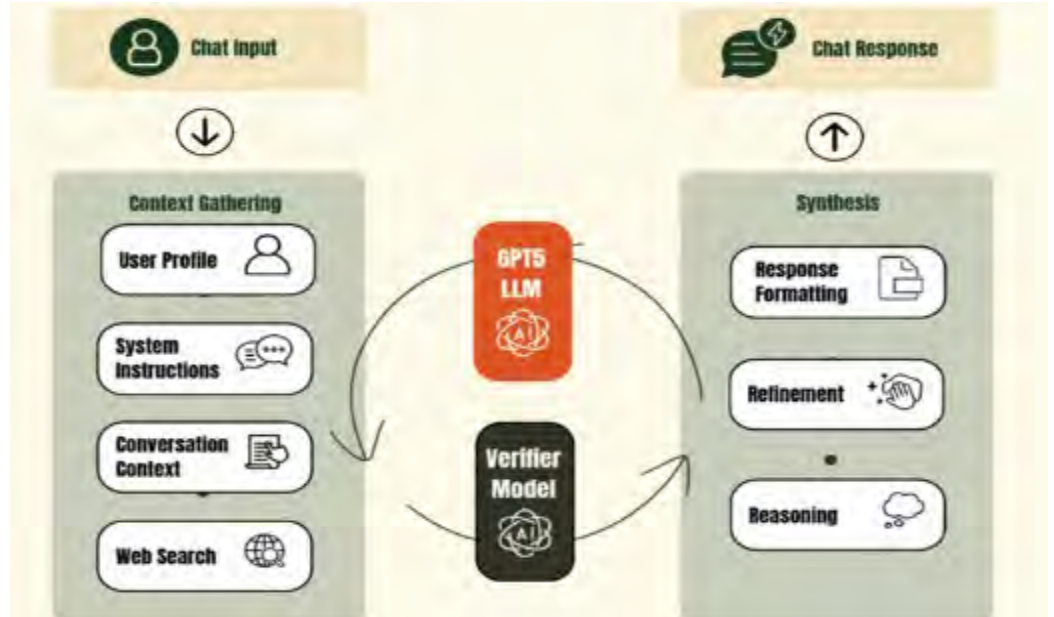 Chat Input
Chat Response
Context Gathering
User Profile
System
Instructions
Conversation
Context
Web Search
GPT5
LLM
AI
Verifier
Model
AI
Synthesis
Response
Formatting
Refinement
Reasoning